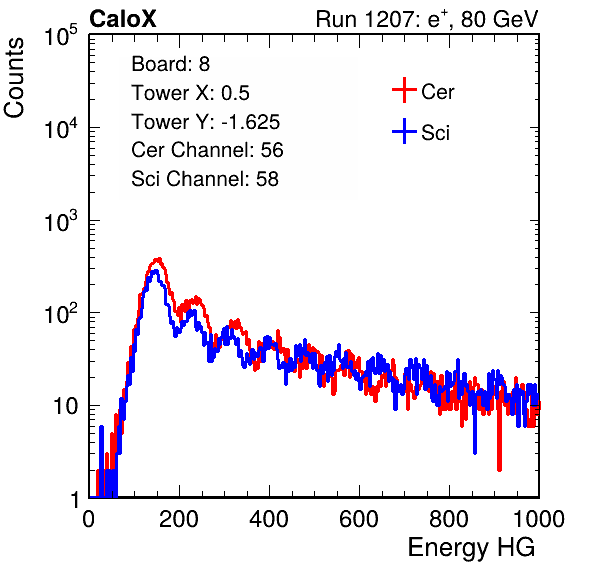 CaloX Run 1207: e⁺, 80 GeV
Counts
10⁵
10⁴
10³
10²
10
1
Board: 8
Tower X: 0.5
Tower Y: -1.625
Cer Channel: 56
Sci Channel: 58
Cer
Sci
0 200 400 600 800 1000
Energy HG